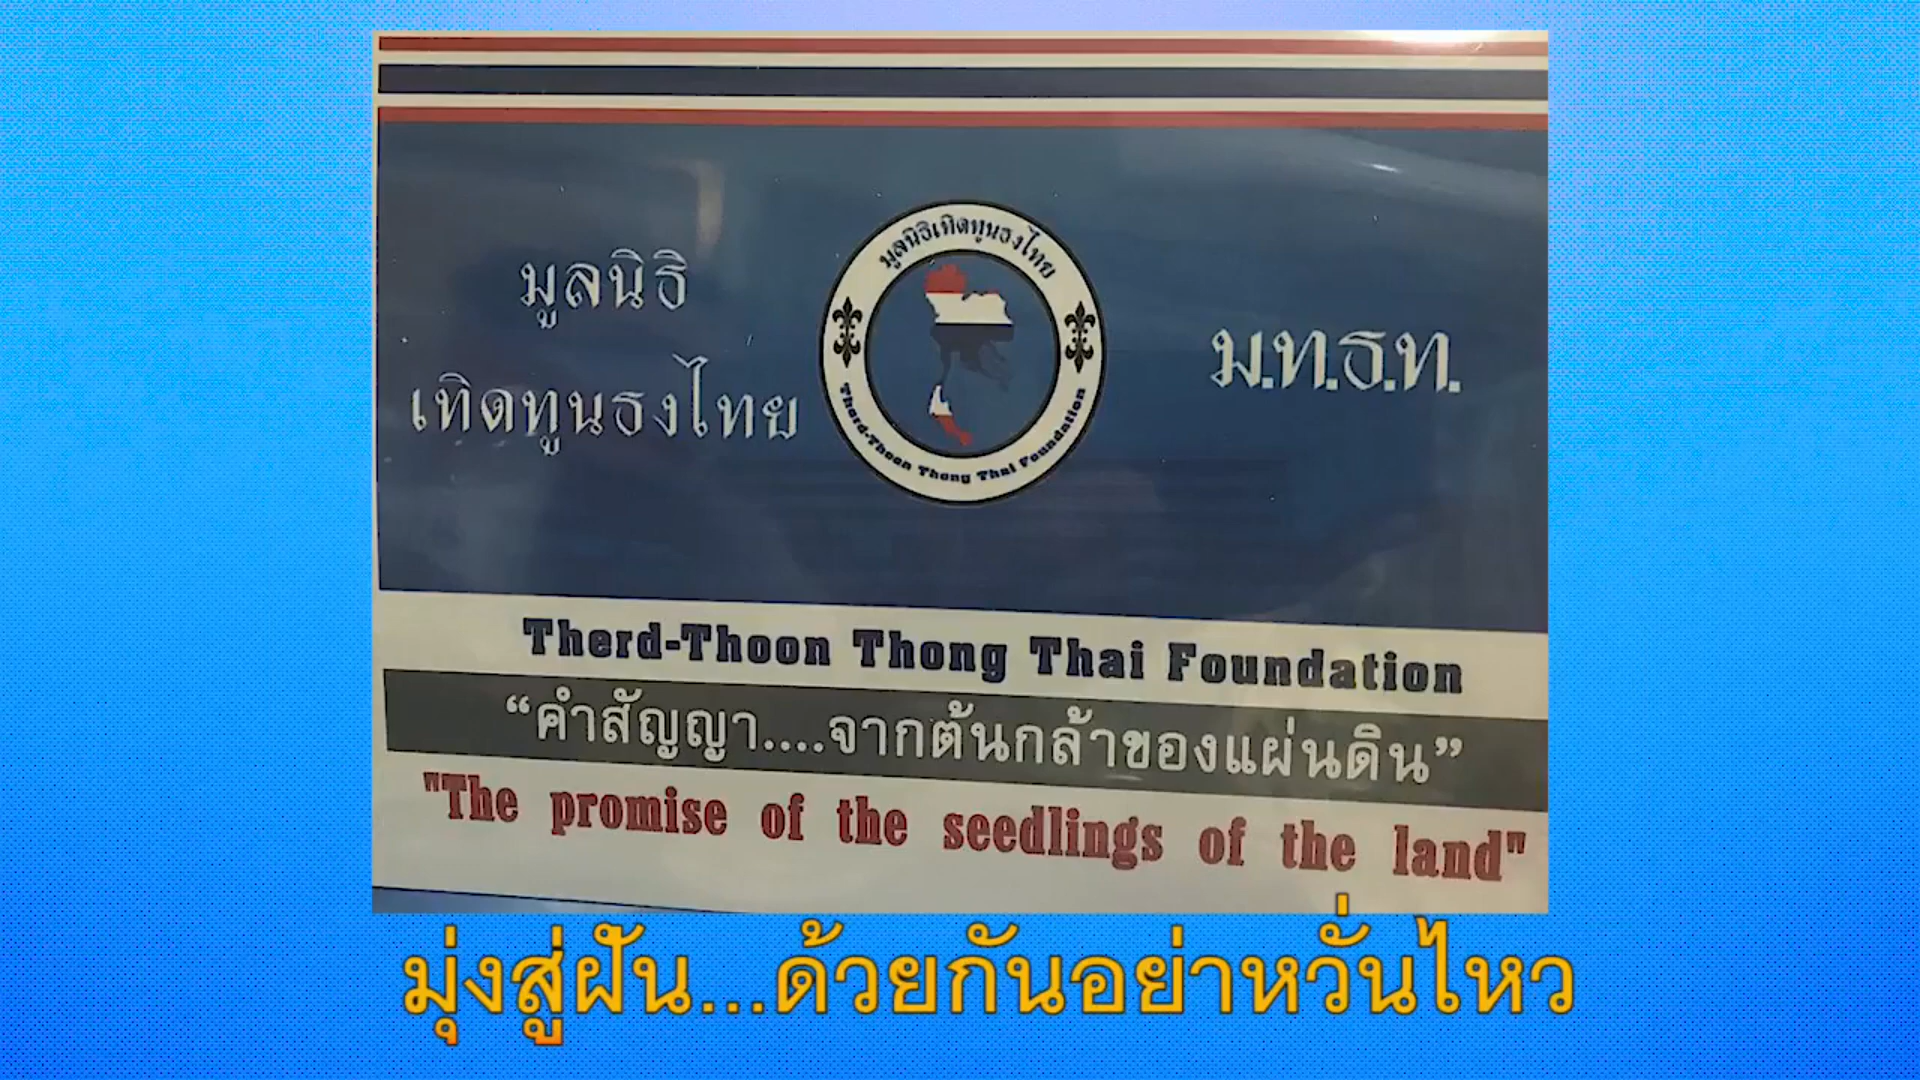 มูลนิธิ
เทิดทูนธงไทย
มูลนิธิเทิดทูนธงไทย
Therd-Thoon Thong Thai Foundation
ม.ท.ธ.ท.
Therd-Thoon Thong Thai Foundation
“คำสัญญา....จากต้นกล้าของแผ่นดิน”
"The promise of the seedlings of the land"
มุ่งสู่ฝัน...ด้วยกันอย่าหวั่นไหว